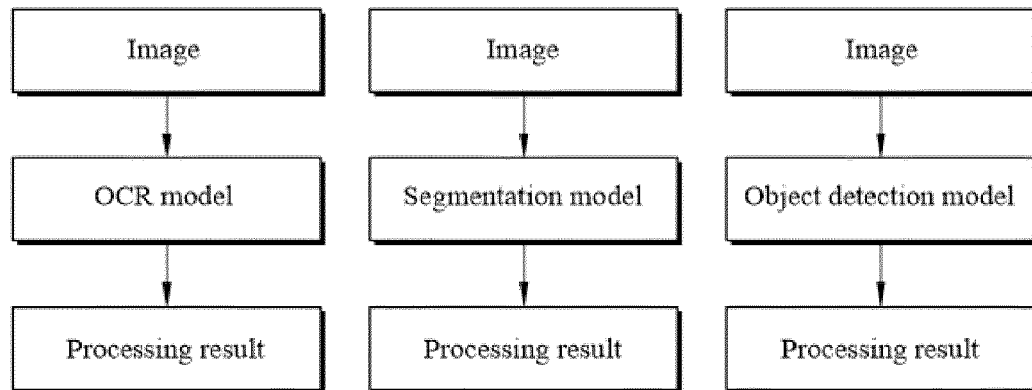 Image
Image
Image
OCR model
Segmentation model
Object detection model
Processing result
Processing result
Processing result